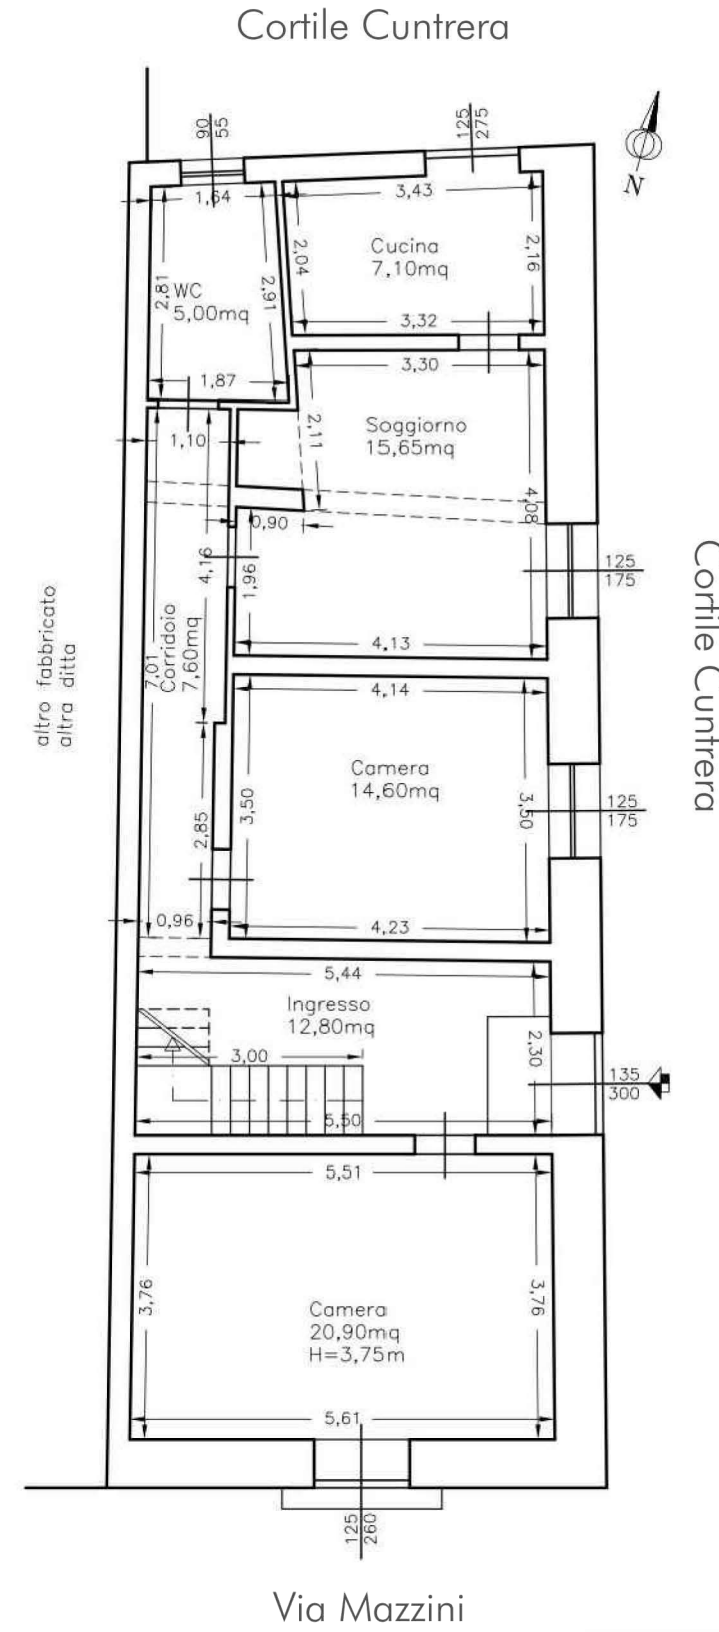 Cortile Cuntrera
90
55
125
275
N
1,64
3,43
2,81
2,91
2,04
2,16
Cucina
7,10mq
WC
5,00mq
3,32
1,87
3,30
1,10
2,11
Soggiorno
15,65mq
4,08
0,90
4,16
1,96
125
175
Cortile Cuntrera
4,13
7,01
Corridoio
7,60mq
altro fabbricato
altra ditta
4,14
Camera
14,60mq
3,50
3,50
125
175
2,85
0,96
4,23
5,44
Ingresso
12,80mq
3,00
2,30
135
300
5,50
5,51
3,76
3,76
Camera
20,90mq
H=3,75m
5,61
125
260
Via Mazzini